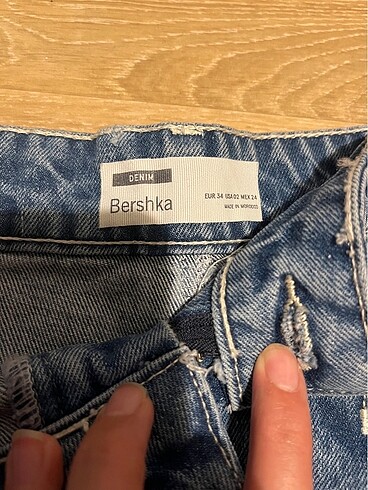 DENIM
Bershka
EUR 34 USA 02 MEX 24
MADE IN MOROCCO